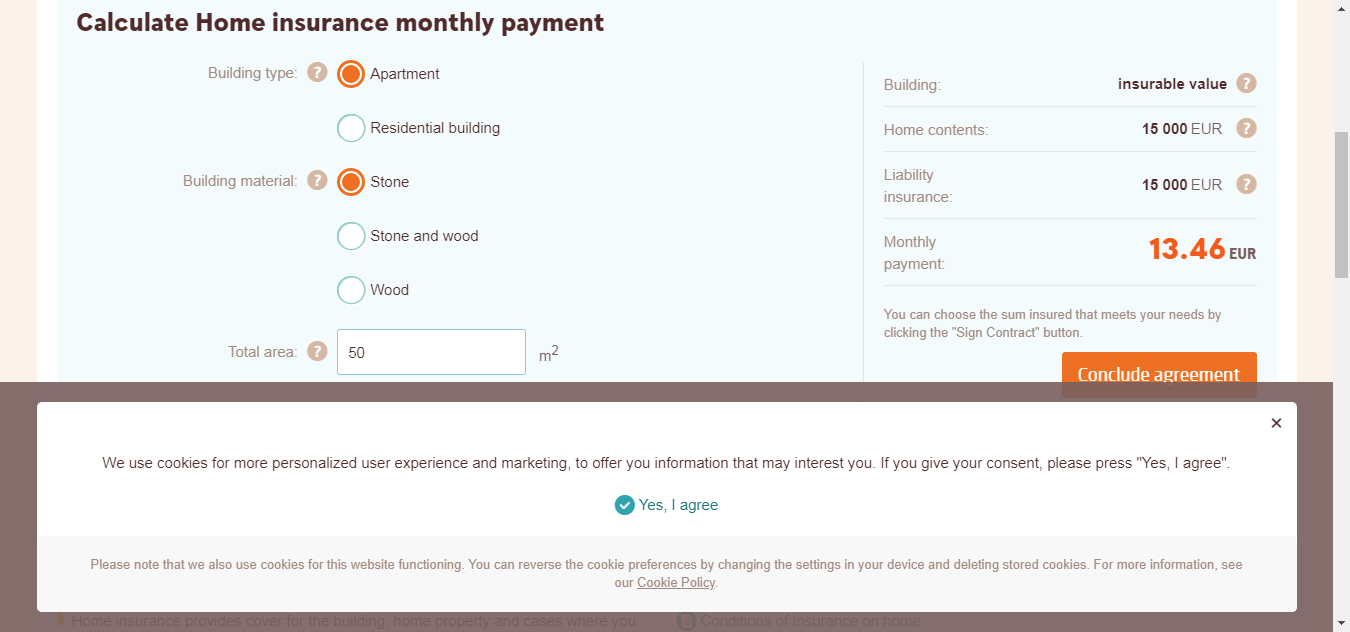 Calculate Home insurance monthly payment
Building type: ? Apartment
Residential building
Building material: ? Stone
Stone and wood
Wood
Total area: ? 50 m2
Building: insurable value ?
Home contents: 15 000 EUR ?
Liability
insurance: 15 000 EUR ?
Monthly
payment: 13.46 EUR
You can choose the sum insured that meets your needs by
clicking the "Sign Contract" button.
Conclude agreement
×
We use cookies for more personalized user experience and marketing, to offer you information that may interest you. If you give your consent, please press "Yes, I agree".
Yes, I agree
Please note that we also use cookies for this website functioning. You can reverse the cookie preferences by changing the settings in your device and deleting stored cookies. For more information, see
our Cookie Policy.
Home insurance provides cover for the building, home property and cases where you
Conditions of Insurance on home